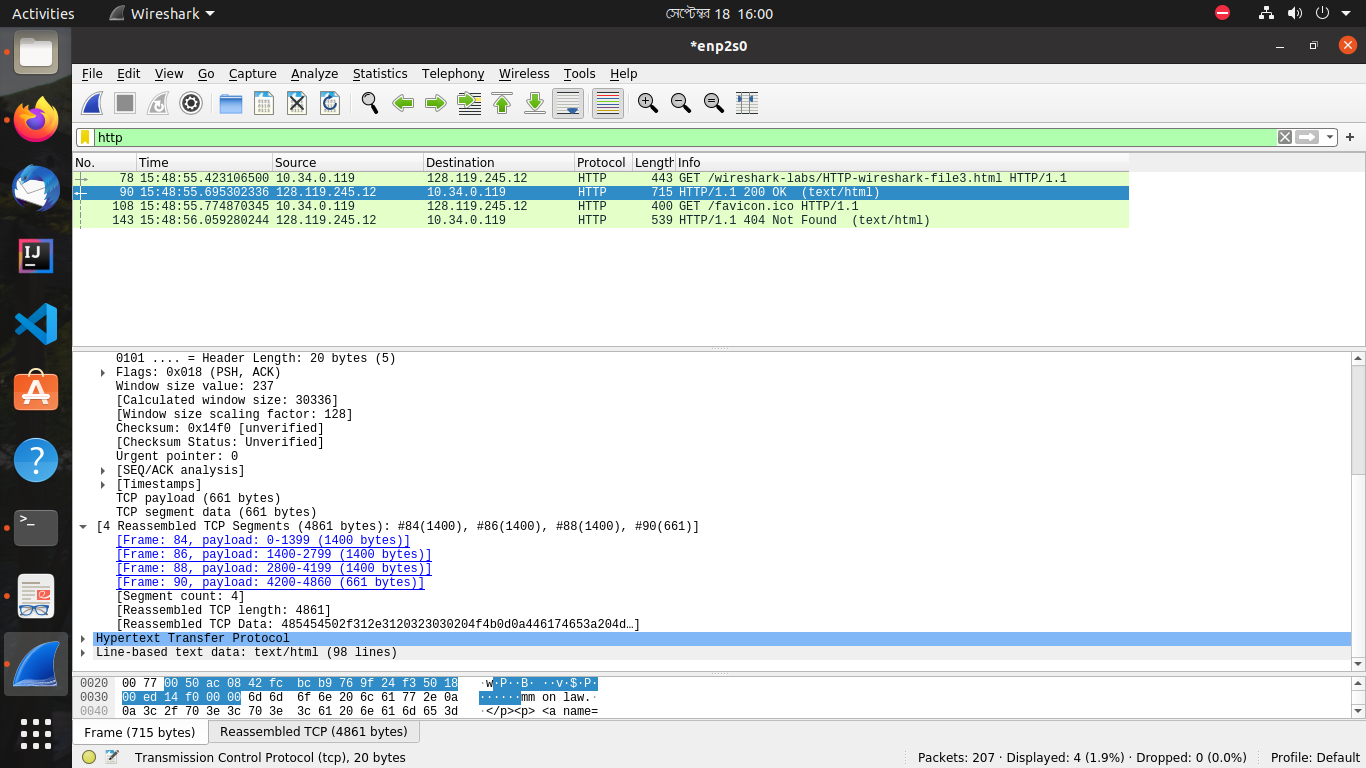 Activities Wireshark সেপ্টেম্বর 18 16:00
*enp2s0
File Edit View Go Capture Analyze Statistics Telephony Wireless Tools Help
http
No. Time Source Destination Protocol Length Info
78 15:48:55.423106500 10.34.0.119 128.119.245.12 HTTP 443 GET /wireshark-labs/HTTP-wireshark-file3.html HTTP/1.1
90 15:48:55.695302336 128.119.245.12 10.34.0.119 HTTP 715 HTTP/1.1 200 OK (text/html)
108 15:48:55.774870345 10.34.0.119 128.119.245.12 HTTP 400 GET /favicon.ico HTTP/1.1
143 15:48:56.059280244 128.119.245.12 10.34.0.119 HTTP 539 HTTP/1.1 404 Not Found (text/html)
0101 .... = Header Length: 20 bytes (5)
Flags: 0x018 (PSH, ACK)
Window size value: 237
[Calculated window size: 30336]
[Window size scaling factor: 128]
Checksum: 0x14f0 [unverified]
[Checksum Status: Unverified]
Urgent pointer: 0
[SEQ/ACK analysis]
[Timestamps]
TCP payload (661 bytes)
TCP segment data (661 bytes)
[4 Reassembled TCP Segments (4861 bytes): #84(1400), #86(1400), #88(1400), #90(661)]
[Frame: 84, payload: 0-1399 (1400 bytes)]
[Frame: 86, payload: 1400-2799 (1400 bytes)]
[Frame: 88, payload: 2800-4199 (1400 bytes)]
[Frame: 90, payload: 4200-4860 (661 bytes)]
[Segment count: 4]
[Reassembled TCP length: 4861]
[Reassembled TCP Data: 485454502f312e3120323030204f4b0d0a446174653a204d…]
Hypertext Transfer Protocol
Line-based text data: text/html (98 lines)
0020 00 77 00 50 ac 08 42 fc bc b9 76 9f 24 f3 50 18 ·w·P··B· ··v·$·P·
0030 00 ed 14 f0 00 00 6d 6d 6f 6e 20 6c 61 77 2e 0a ······mm on law.·
0040 0a 3c 2f 70 3e 3c 70 3e 3c 61 20 6e 61 6d 65 3d ·</p><p> <a name=
Frame (715 bytes) Reassembled TCP (4861 bytes)
Transmission Control Protocol (tcp), 20 bytes Packets: 207 · Displayed: 4 (1.9%) · Dropped: 0 (0.0%) Profile: Default